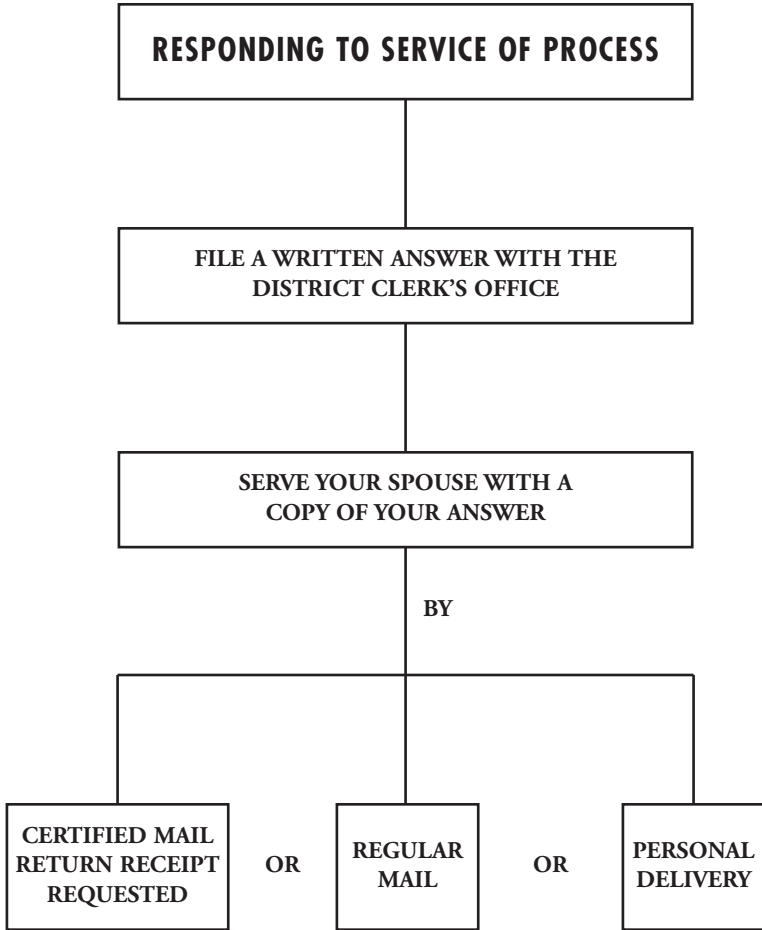 RESPONDING TO SERVICE OF PROCESS
FILE A WRITTEN ANSWER WITH THE
DISTRICT CLERK’S OFFICE
SERVE YOUR SPOUSE WITH A
COPY OF YOUR ANSWER
BY
CERTIFIED MAIL
RETURN RECEIPT
REQUESTED
OR
REGULAR
MAIL
OR
PERSONAL
DELIVERY